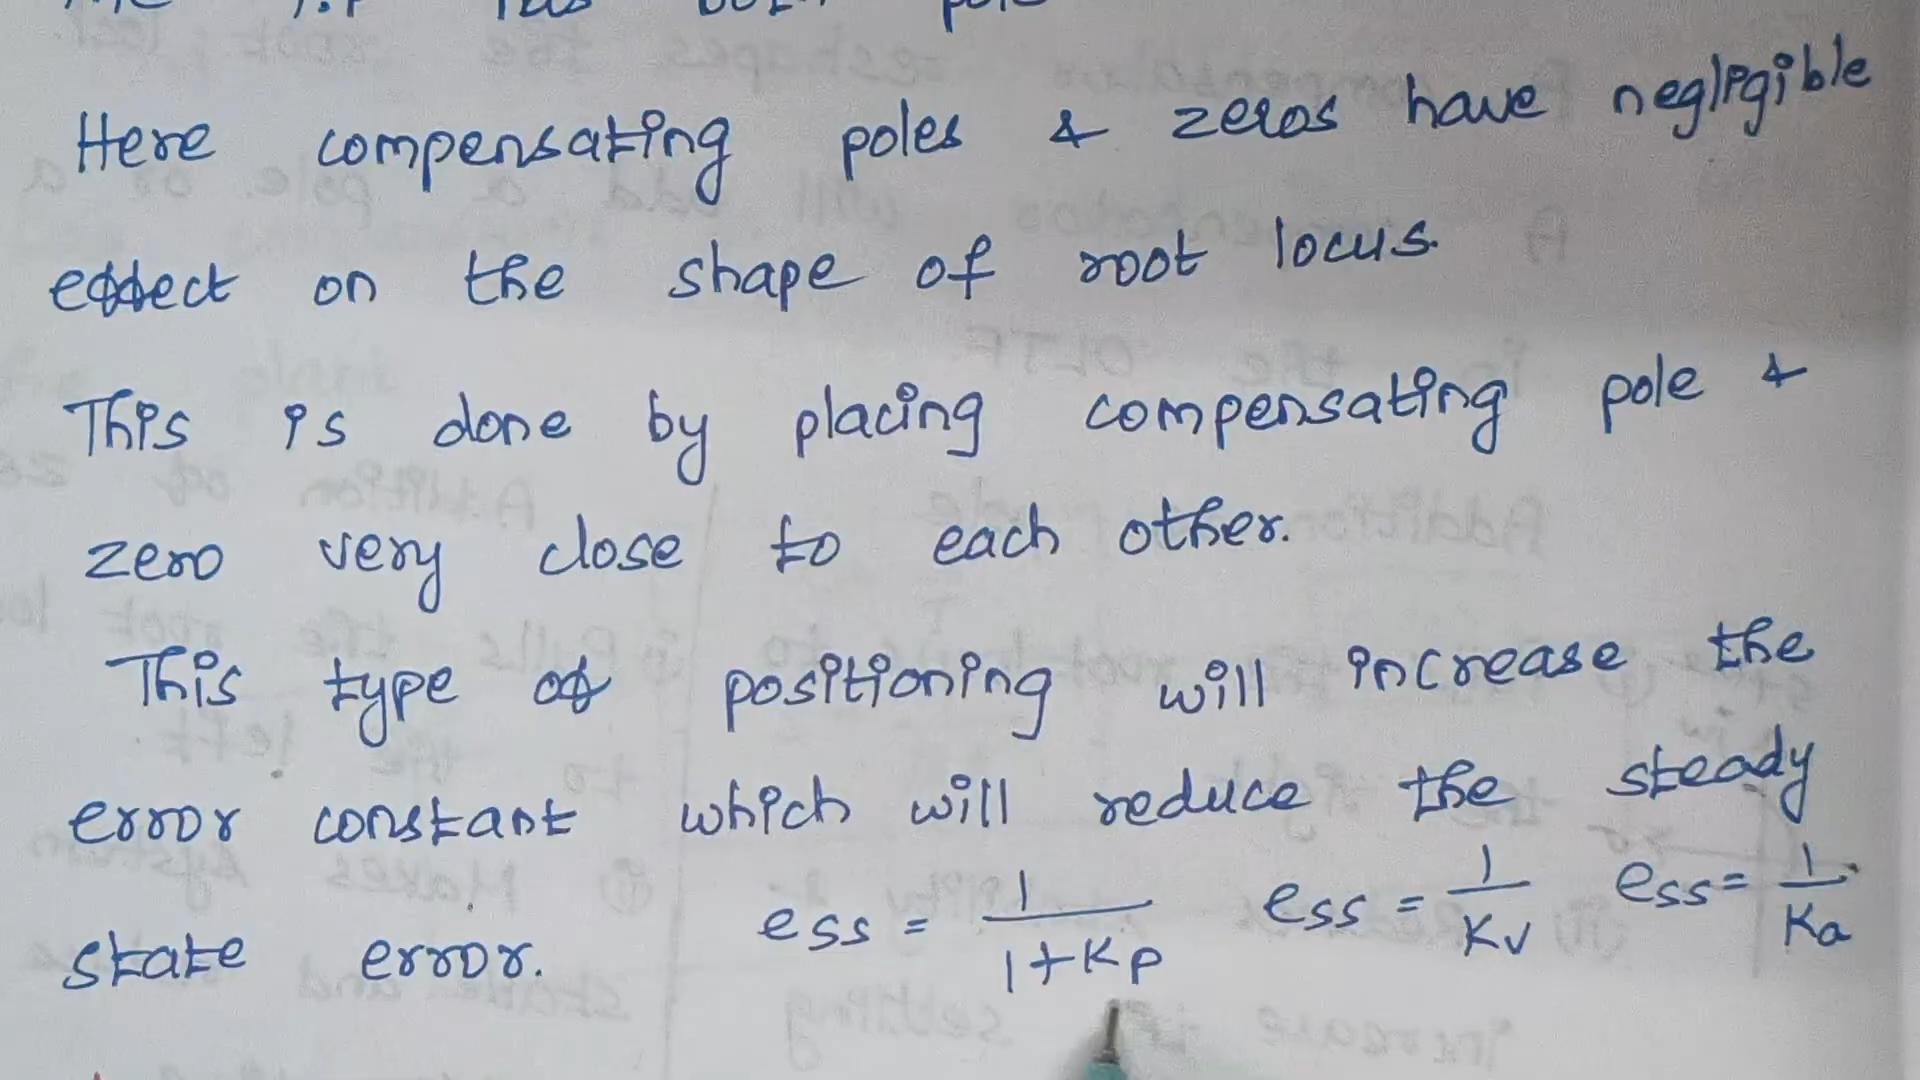 Here compensating poles & zeros have negligible
effect on the shape of root locus.
This is done by placing compensating pole &
zero very close to each other.
This type of positioning will increase the
error constant which will reduce the steady
state error. ess = 1/(1+Kp) ess = 1/Kv ess = 1/Ka